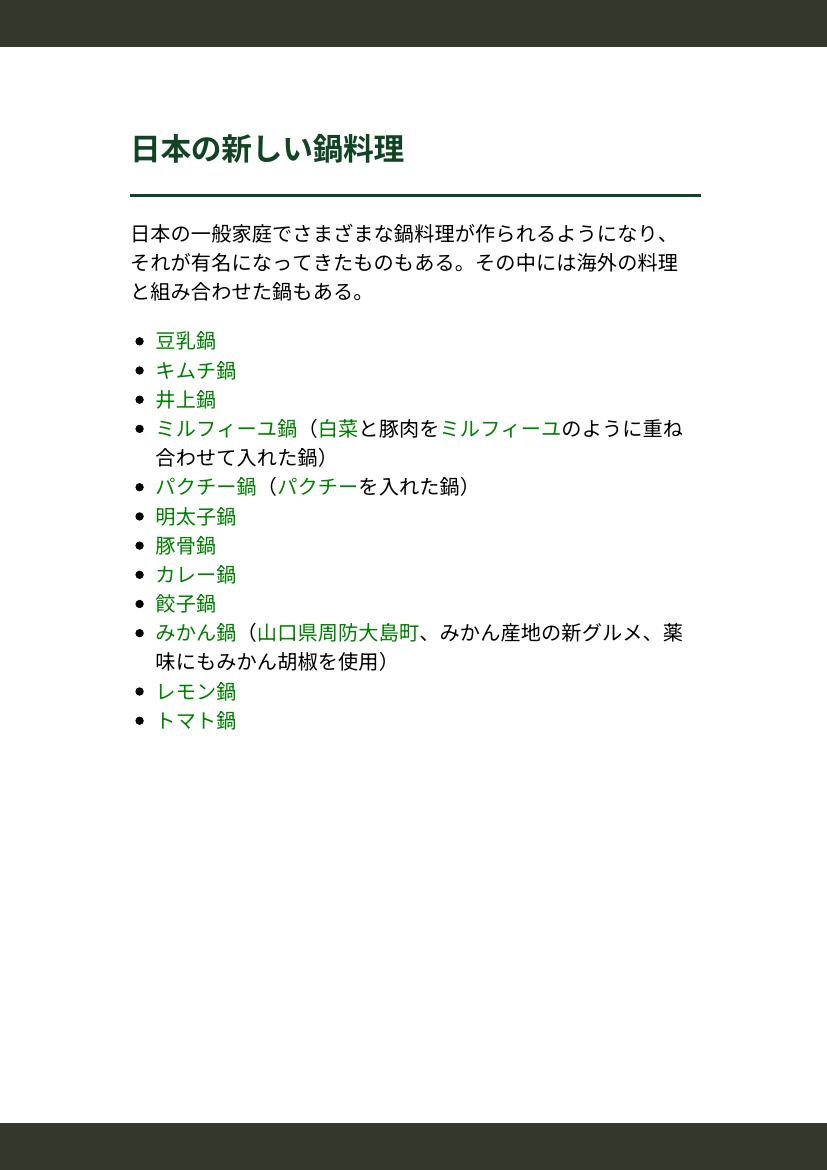 日本の新しい鍋料理
日本の一般家庭でさまざまな鍋料理が作られるようになり、
それが有名になってきたものもある。その中には海外の料理
と組み合わせた鍋もある。
• 豆乳鍋
• キムチ鍋
• 井上鍋
• ミルフィーユ鍋（白菜と豚肉をミルフィーユのように重ね
合わせて入れた鍋）
• パクチー鍋（パクチーを入れた鍋）
• 明太子鍋
• 豚骨鍋
• カレー鍋
• 餃子鍋
• みかん鍋（山口県周防大島町、みかん産地の新グルメ、薬
味にもみかん胡椒を使用）
• レモン鍋
• トマト鍋